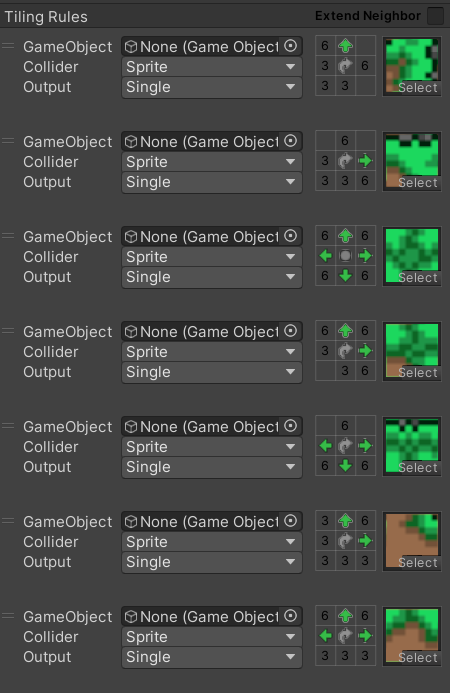 Tiling Rules Extend Neighbor
GameObject None (Game Object 6
Collider Sprite 3 6
Output Single 3 3 Select
GameObject None (Game Object 6
Collider Sprite 3
Output Single 3 3 6 Select
GameObject None (Game Object 6 6
Collider Sprite
Output Single 6 6 Select
GameObject None (Game Object 6 6
Collider Sprite 3
Output Single 3 6 Select
GameObject None (Game Object 6
Collider Sprite
Output Single 6 6 Select
GameObject None (Game Object 3 6
Collider Sprite 3
Output Single 3 3 3 Select
GameObject None (Game Object 6 6
Collider Sprite
Output Single 3 3 3 Select